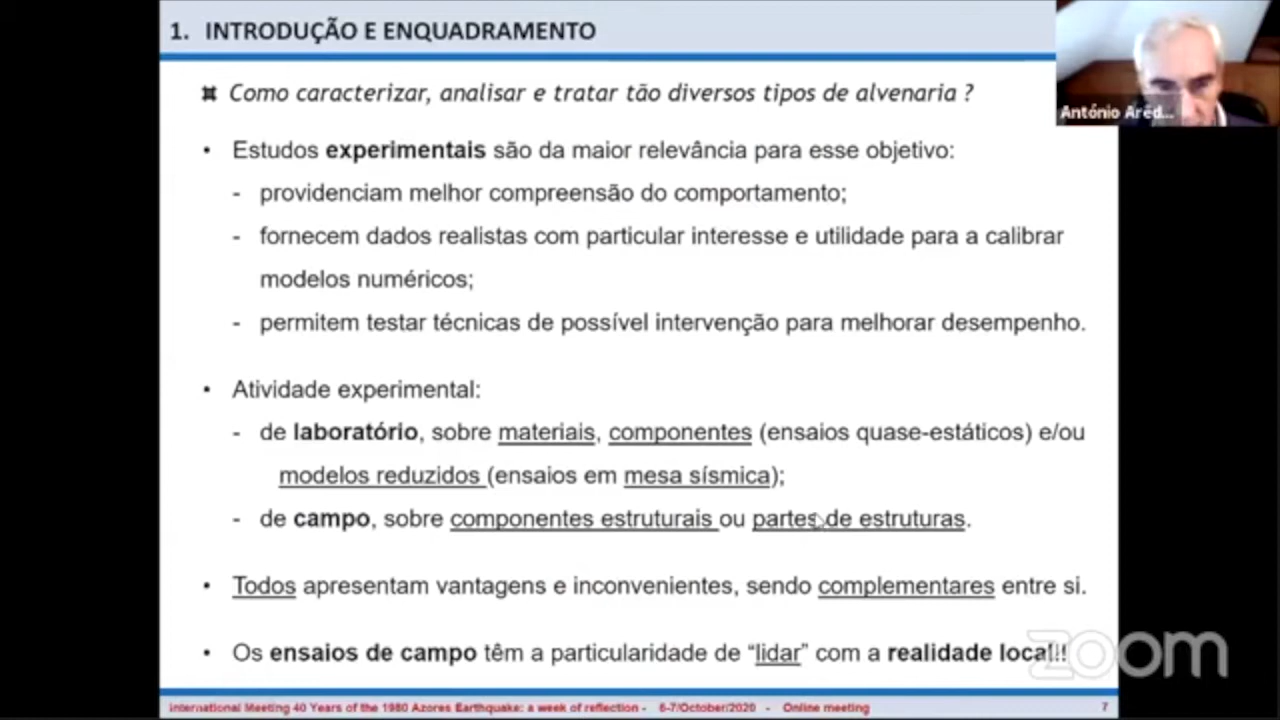 1. INTRODUÇÃO E ENQUADRAMENTO
António Arêd...
Como caracterizar, analisar e tratar tão diversos tipos de alvenaria ?
• Estudos experimentais são da maior relevância para esse objetivo:
- providenciam melhor compreensão do comportamento;
- fornecem dados realistas com particular interesse e utilidade para a calibrar
modelos numéricos;
- permitem testar técnicas de possível intervenção para melhorar desempenho.
• Atividade experimental:
- de laboratório, sobre materiais, componentes (ensaios quase-estáticos) e/ou
modelos reduzidos (ensaios em mesa sísmica);
- de campo, sobre componentes estruturais ou partes de estruturas.
• Todos apresentam vantagens e inconvenientes, sendo complementares entre si.
• Os ensaios de campo têm a particularidade de “lidar” com a realidade local!!
zoom
International Meeting 40 Years of the 1980 Azores Earthquake: a week of reflection - 6-7/October/2020 - Online meeting 7